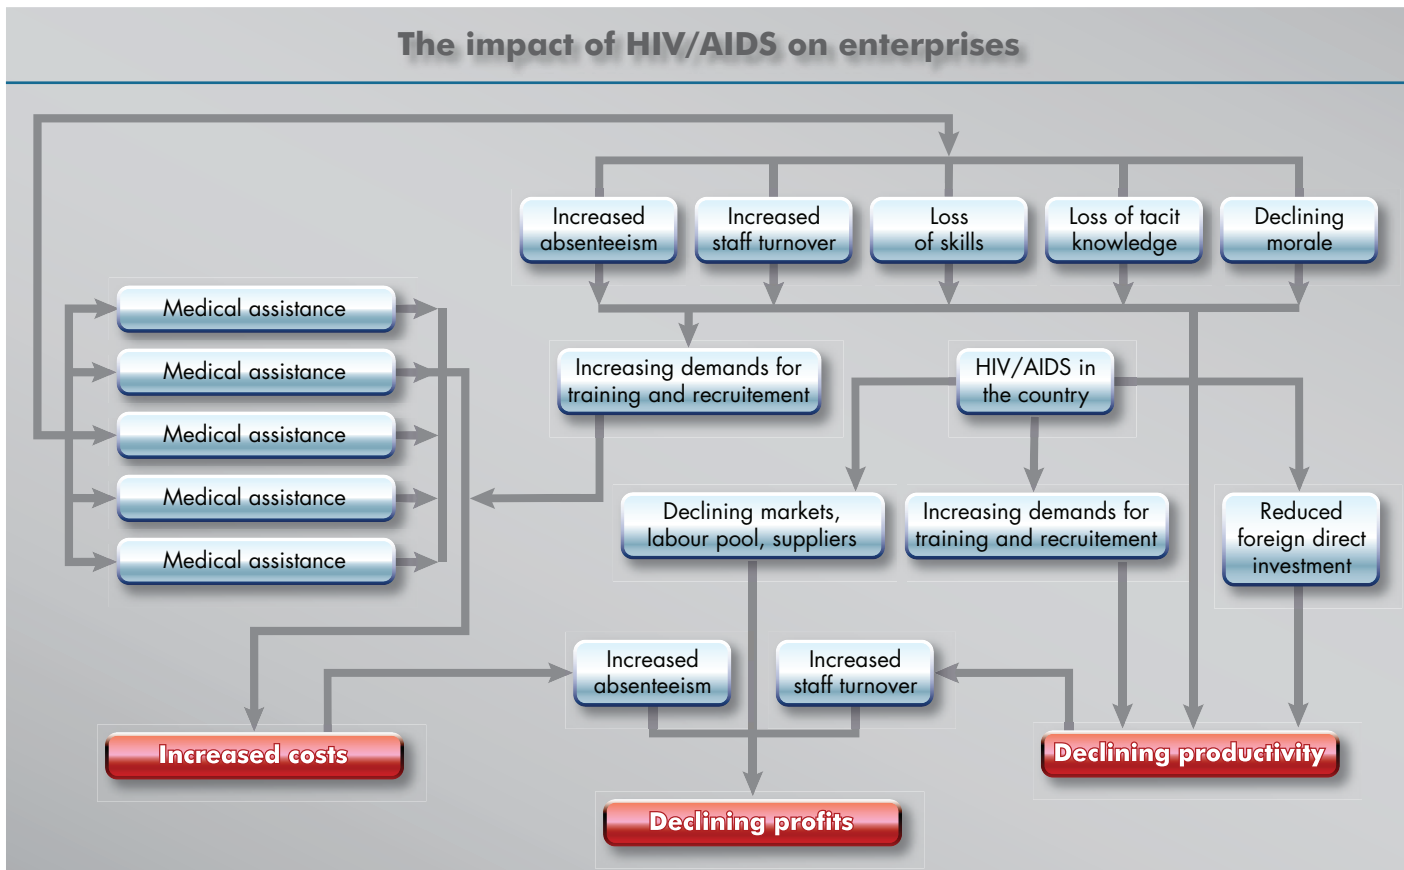 The impact of HIV/AIDS on enterprises
Increased
absenteeism
Increased
staff turnover
Loss
of skills
Loss of tacit
knowledge
Declining
morale
Medical assistance
Medical assistance
Medical assistance
Medical assistance
Medical assistance
Increasing demands for
training and recruitement
HIV/AIDS in
the country
Declining markets,
labour pool, suppliers
Increasing demands for
training and recruitement
Reduced
foreign direct
investment
Increased
absenteeism
Increased
staff turnover
Increased costs
Declining productivity
Declining profits